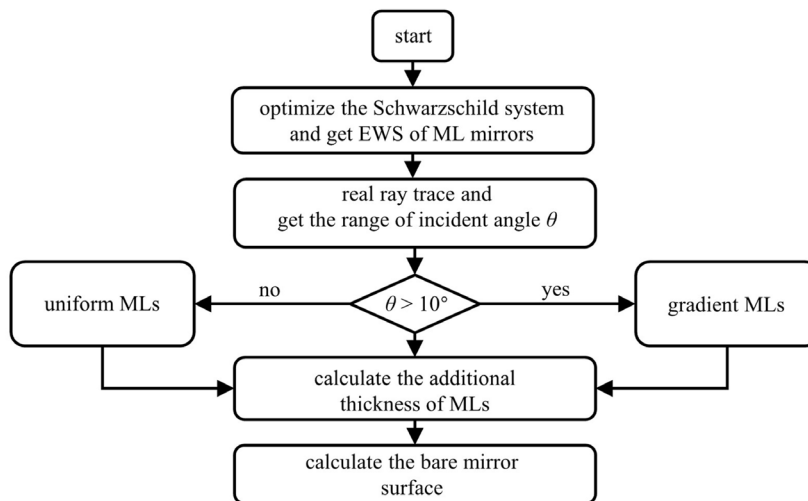 start
optimize the Schwarzschild system
and get EWS of ML mirrors
real ray trace and
get the range of incident angle θ
no
yes
uniform MLs
θ > 10°
gradient MLs
calculate the additional
thickness of MLs
calculate the bare mirror
surface